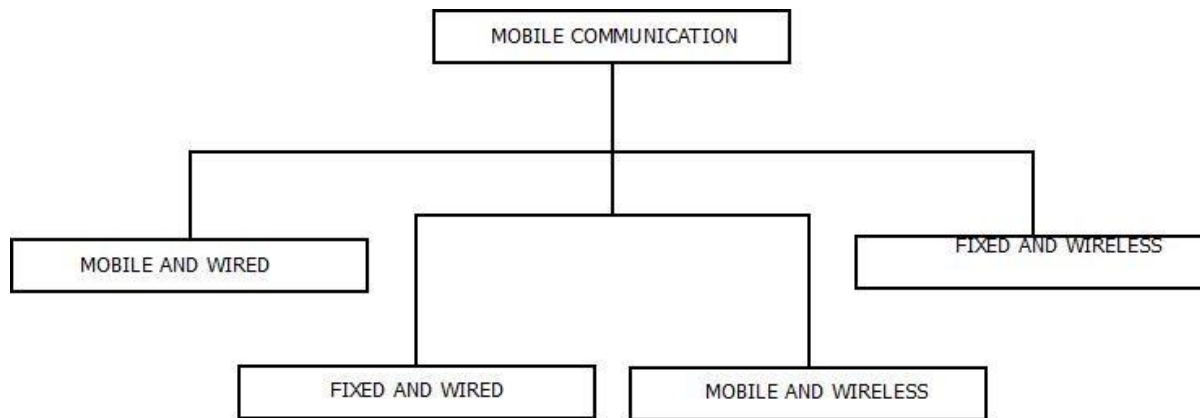 MOBILE COMMUNICATION
MOBILE AND WIRED
FIXED AND WIRELESS
FIXED AND WIRED
MOBILE AND WIRELESS